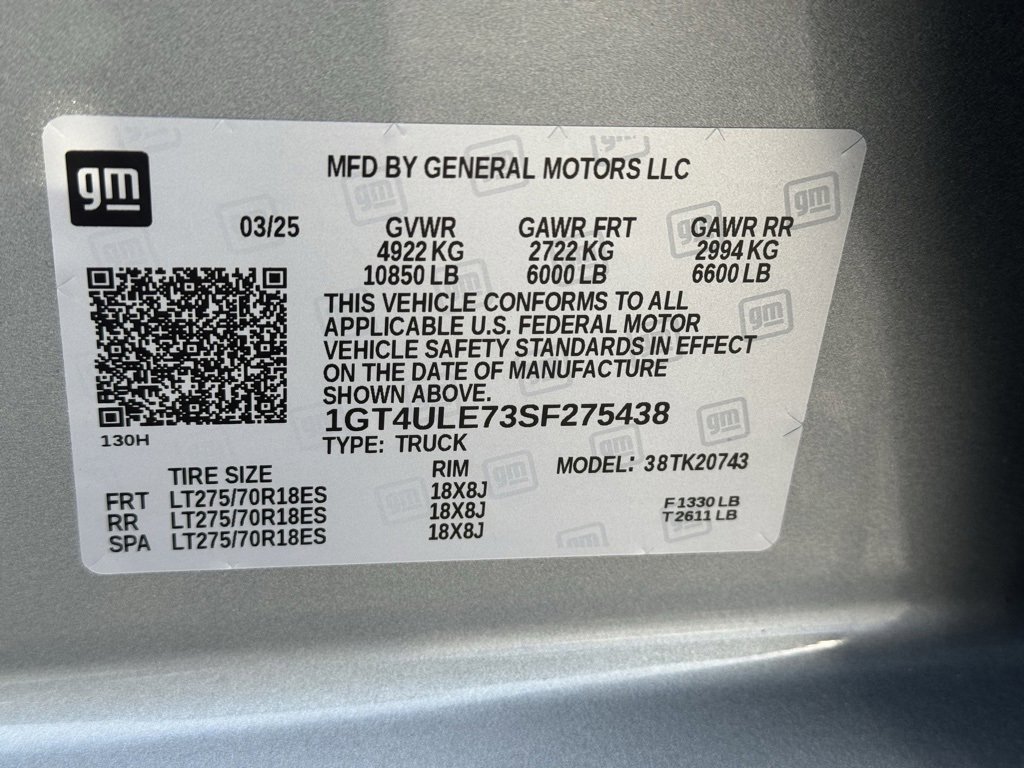 gm
MFD BY GENERAL MOTORS LLC
03/25 GVWR GAWR FRT GAWR RR
4922 KG 2722 KG 2994 KG
10850 LB 6000 LB 6600 LB
THIS VEHICLE CONFORMS TO ALL
APPLICABLE U.S. FEDERAL MOTOR
VEHICLE SAFETY STANDARDS IN EFFECT
ON THE DATE OF MANUFACTURE
SHOWN ABOVE.
1GT4ULE73SF275438
130H
TYPE: TRUCK
TIRE SIZE RIM MODEL: 38TK20743
FRT LT275/70R18ES 18X8J
RR LT275/70R18ES 18X8J
SPA LT275/70R18ES 18X8J
F 1330 LB
T 2611 LB